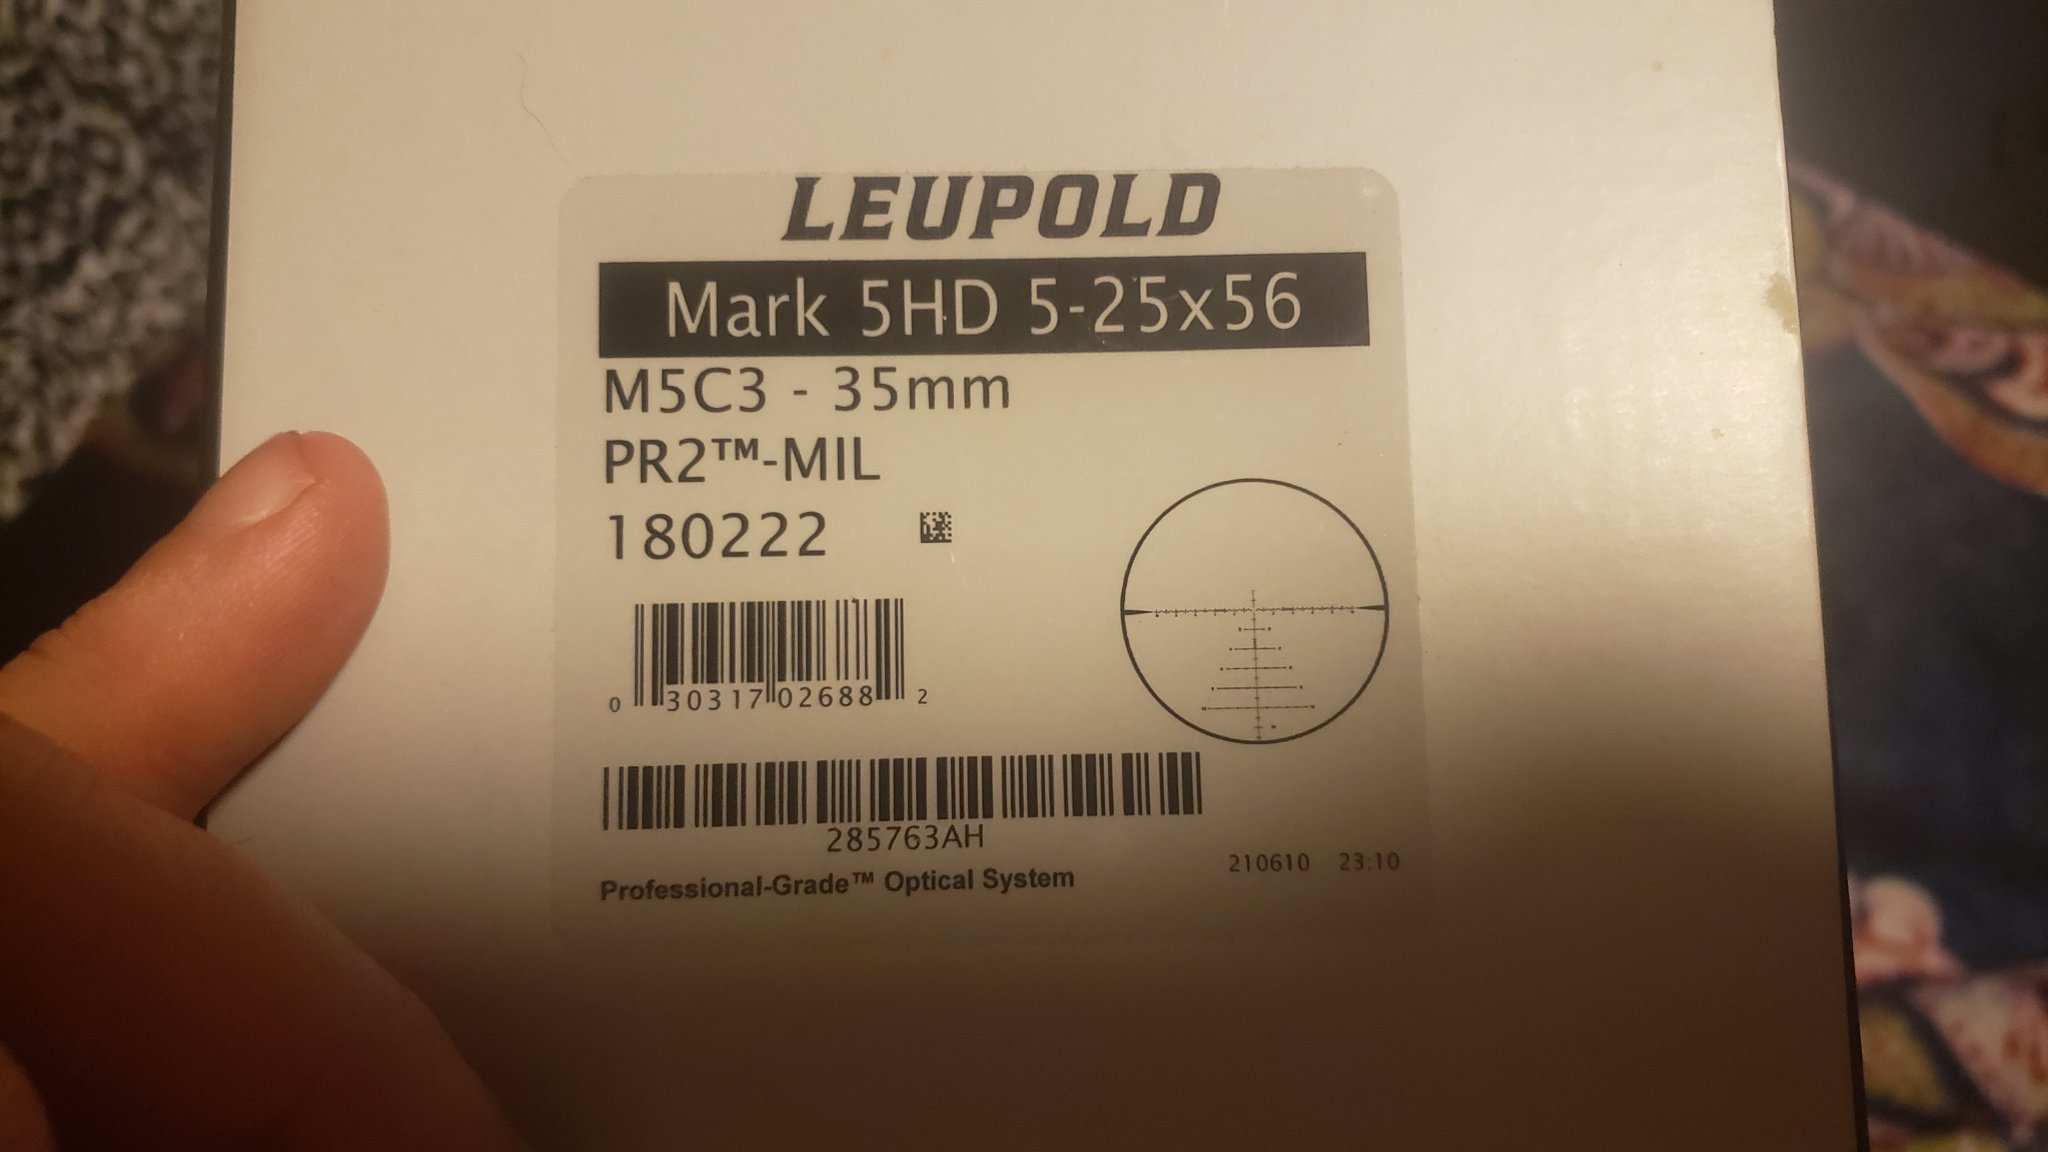 LEUPOLD
Mark 5HD 5-25x56
M5C3 - 35mm
PR2™-MIL
180222
0 30317 02688 2
285763AH
Professional-Grade™ Optical System
210610 23:10